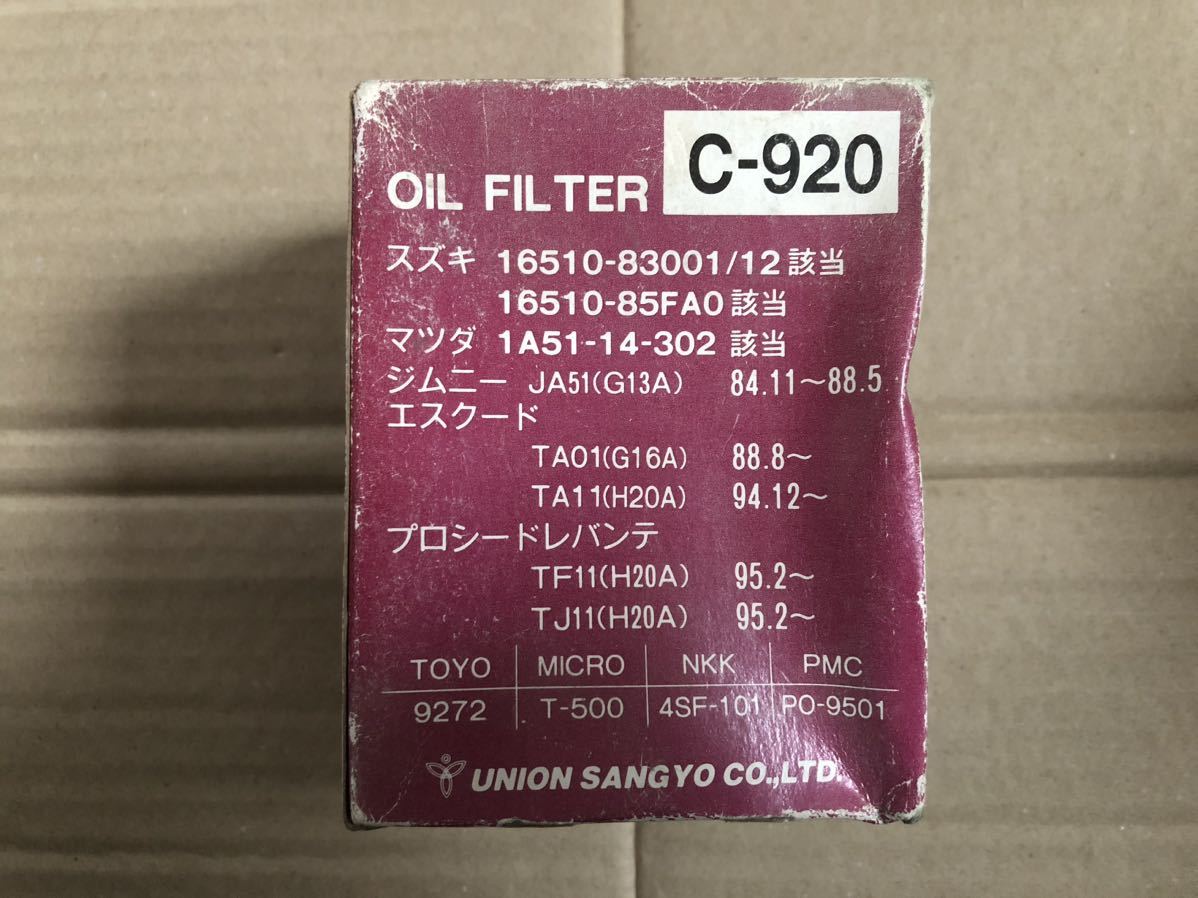 OIL FILTER C-920
スズキ 16510-83001/12 該当
16510-85FA0 該当
マツダ 1A51-14-302 該当
ジムニー JA51(G13A) 84.11〜88.5
エスクード
TA01(G16A) 88.8〜
TA11(H20A) 94.12〜
プロシードレバンテ
TF11(H20A) 95.2〜
TJ11(H20A) 95.2〜
TOYO MICRO NKK PMC
9272 T-500 4SF-101 PO-9501
UNION SANGYO CO.,LTD.